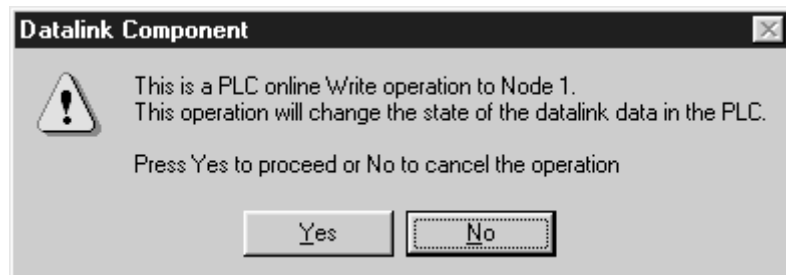 Datalink Component
This is a PLC online Write operation to Node 1.
This operation will change the state of the datalink data in the PLC.
Press Yes to proceed or No to cancel the operation
Yes
No